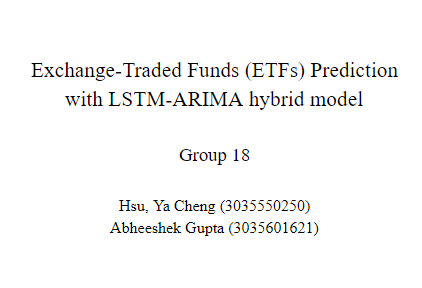 Exchange-Traded Funds (ETFs) Prediction
with LSTM-ARIMA hybrid model
Group 18
Hsu, Ya Cheng (3035550250)
Abheeshek Gupta (3035601621)